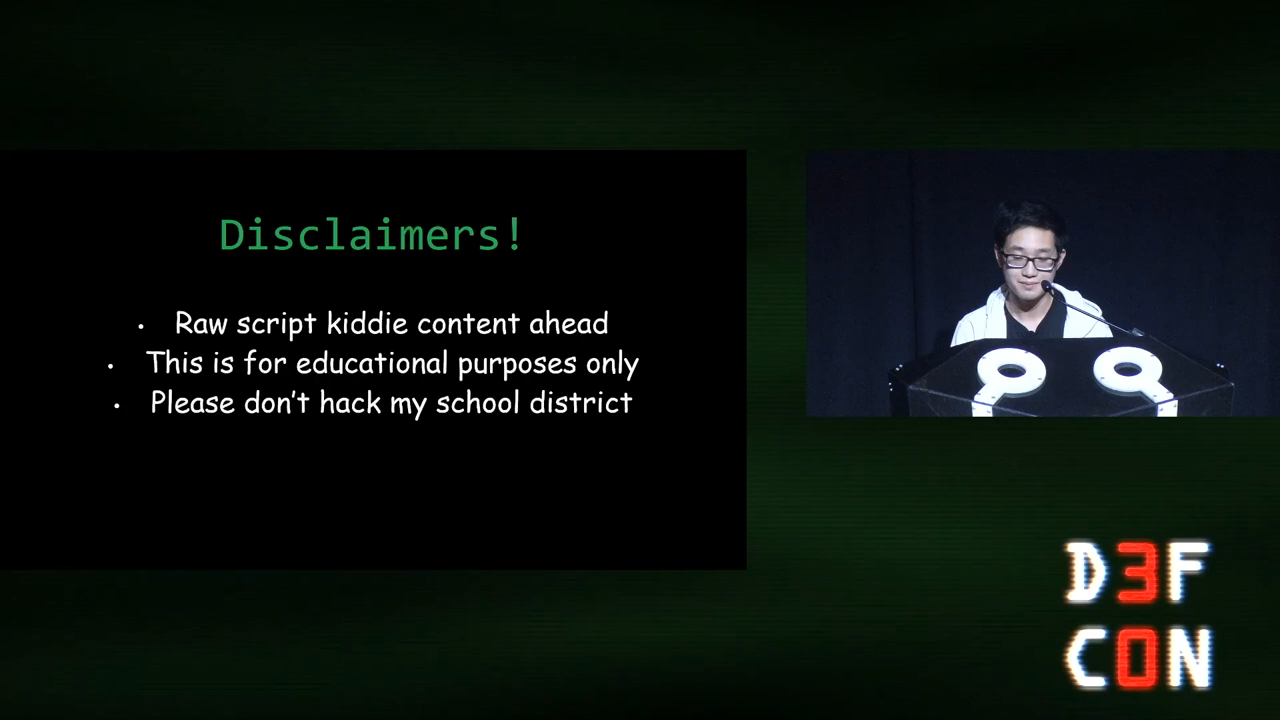 Disclaimers!
• Raw script kiddie content ahead
• This is for educational purposes only
• Please don't hack my school district
D3F
C0N